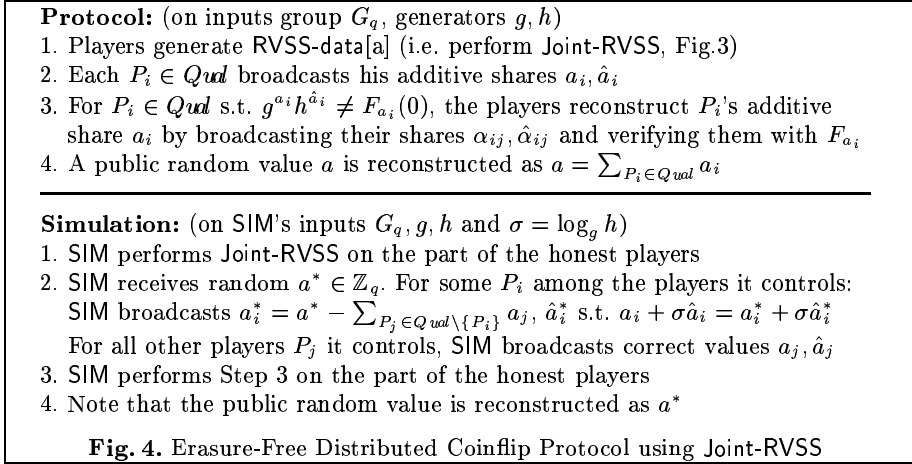 Protocol: (on inputs group G_q, generators g, h)
1. Players generate RVSS-data[a] (i.e. perform Joint-RVSS, Fig.3)
2. Each P_i ∈ Qual broadcasts his additive shares a_i, â_i
3. For P_i ∈ Qual s.t. g^{a_i}h^{â_i} ≠ F_{a_i}(0), the players reconstruct P_i's additive
share a_i by broadcasting their shares α_{ij}, α̂_{ij} and verifying them with F_{a_i}
4. A public random value a is reconstructed as a = ∑_{P_i∈Qual} a_i
Simulation: (on SIM's inputs G_q, g, h and σ = log_g h)
1. SIM performs Joint-RVSS on the part of the honest players
2. SIM receives random a* ∈ ℤ_q. For some P_i among the players it controls:
SIM broadcasts a_i^* = a* − ∑_{P_j∈Qual\{P_i}} a_j, â_i^* s.t. a_i + σâ_i = a_i^* + σâ_i^*
For all other players P_j it controls, SIM broadcasts correct values a_j, â_j
3. SIM performs Step 3 on the part of the honest players
4. Note that the public random value is reconstructed as a*
Fig. 4. Erasure-Free Distributed Coinflip Protocol using Joint-RVSS